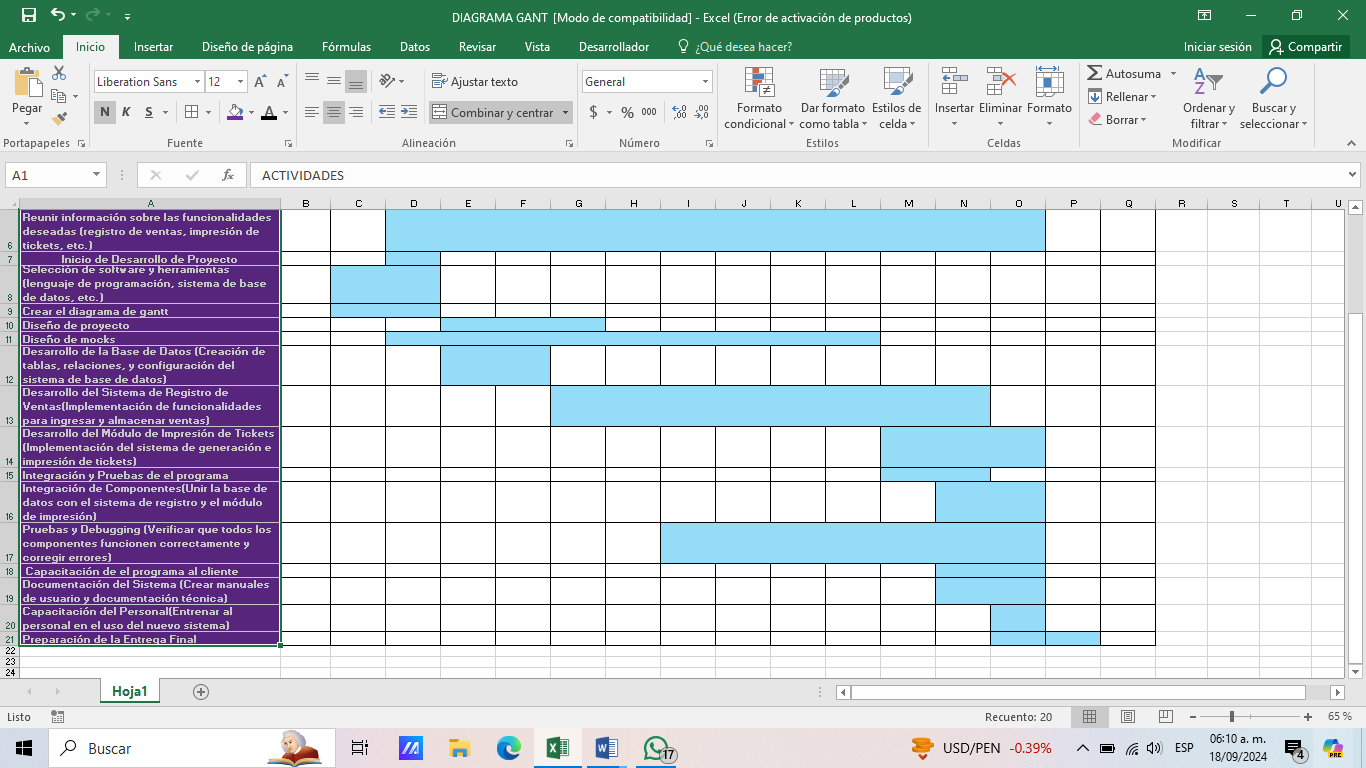 DIAGRAMA GANT [Modo de compatibilidad] - Excel (Error de activación de productos)
Archivo Inicio Insertar Diseño de página Fórmulas Datos Revisar Vista Desarrollador ¿Qué desea hacer? Iniciar sesión Compartir
Pegar
Liberation Sans 12
N K S
Ajustar texto
Combinar y centrar
General
$ % 000
Formato condicional
Dar formato como tabla
Estilos de celda
Insertar Eliminar Formato
Autosuma
Rellenar
Borrar
Ordenar y filtrar
Buscar y seleccionar
Portapapeles Fuente Alineación Número Estilos Celdas Modificar
A1 fx ACTIVIDADES
A B C D E F G H I J K L M N O P Q R S T U
Reunir información sobre las funcionalidades
deseadas (registro de ventas, impresión de
6 tickets, etc.)
7 Inicio de Desarrollo de Proyecto
Selección de software y herramientas
(lenguaje de programación, sistema de base
8 de datos, etc.)
9 Crear el diagrama de gantt
10 Diseño de proyecto
11 Diseño de mocks
Desarrollo de la Base de Datos (Creación de
tablas, relaciones, y configuración del
12 sistema de base de datos)
Desarrollo del Sistema de Registro de
Ventas(Implementación de funcionalidades
13 para ingresar y almacenar ventas)
Desarrollo del Módulo de Impresión de Tickets
(Implementación del sistema de generación e
14 impresión de tickets)
15 Integración y Pruebas de el programa
Integración de Componentes(Unir la base de
datos con el sistema de registro y el módulo
16 de impresión)
Pruebas y Debugging (Verificar que todos los
componentes funcionen correctamente y
17 corregir errores)
18 Capacitación de el programa al cliente
Documentación del Sistema (Crear manuales
19 de usuario y documentación técnica)
Capacitación del Personal(Entrenar al
20 personal en el uso del nuevo sistema)
21 Preparación de la Entrega Final
22
23
24
Hoja1
Listo Recuento: 20 65 %
Buscar
17
USD/PEN -0.39%
ESP
06:10 a. m.
18/09/2024
4
PRE